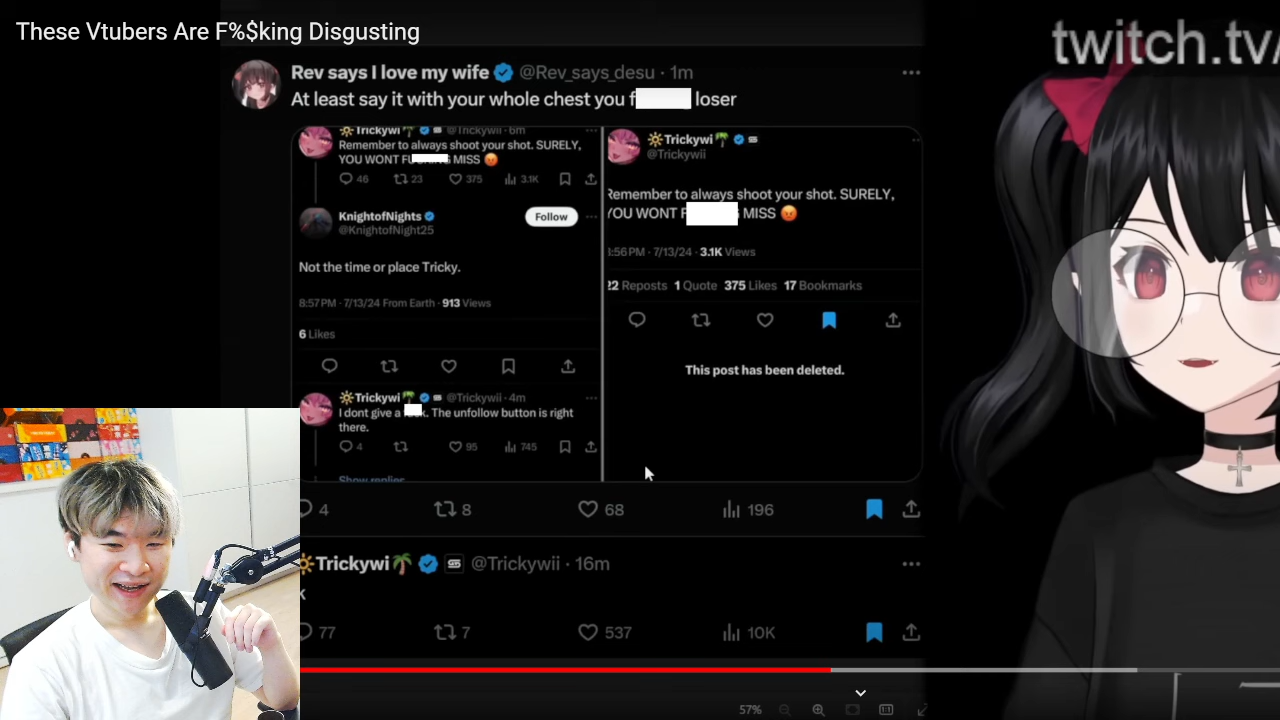 These Vtubers Are F%$king Disgusting
twitch.tv/
Rev says I love my wife @Rev_says_desu · 1m
At least say it with your whole chest you f loser
Trickywi @Trickywii · 6m
Remember to always shoot your shot. SURELY,
YOU WONT MISS
46 23 375 3.1K
KnightofNights
@KnightofNight25
Follow
Not the time or place Tricky.
8:57 PM · 7/13/24 From Earth · 913 Views
6 Likes
Trickywi @Trickywii · 4m
I dont give a . The unfollow button is right
there.
4 95 745
Show replies
Trickywi
@Trickywii
Remember to always shoot your shot. SURELY,
YOU WONT F MISS
:56 PM · 7/13/24 · 3.1K Views
22 Reposts 1 Quote 375 Likes 17 Bookmarks
This post has been deleted.
4 8 68 196
Trickywi @Trickywii · 16m
77 7 537 10K
57%